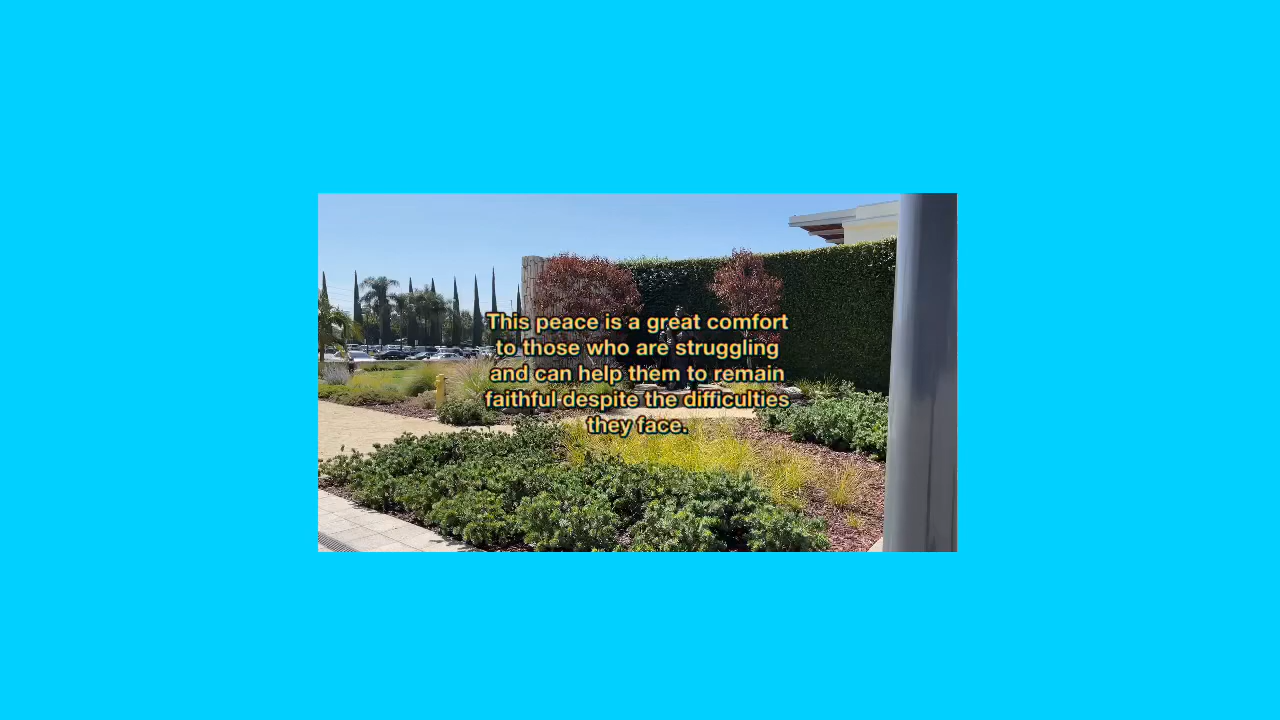 This peace is a great comfort
to those who are struggling
and can help them to remain
faithful despite the difficulties
they face.